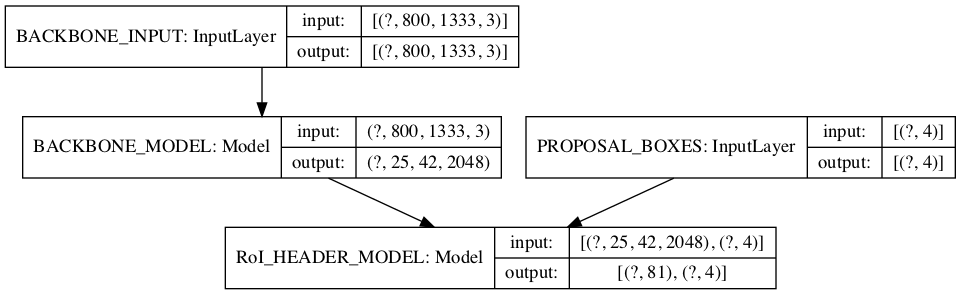 BACKBONE_INPUT: InputLayer
input: [(?, 800, 1333, 3)]
output: [(?, 800, 1333, 3)]
BACKBONE_MODEL: Model
input: (?, 800, 1333, 3)
output: (?, 25, 42, 2048)
PROPOSAL_BOXES: InputLayer
input: [(?, 4)]
output: [(?, 4)]
RoI_HEADER_MODEL: Model
input: [(?, 25, 42, 2048), (?, 4)]
output: [(?, 81), (?, 4)]